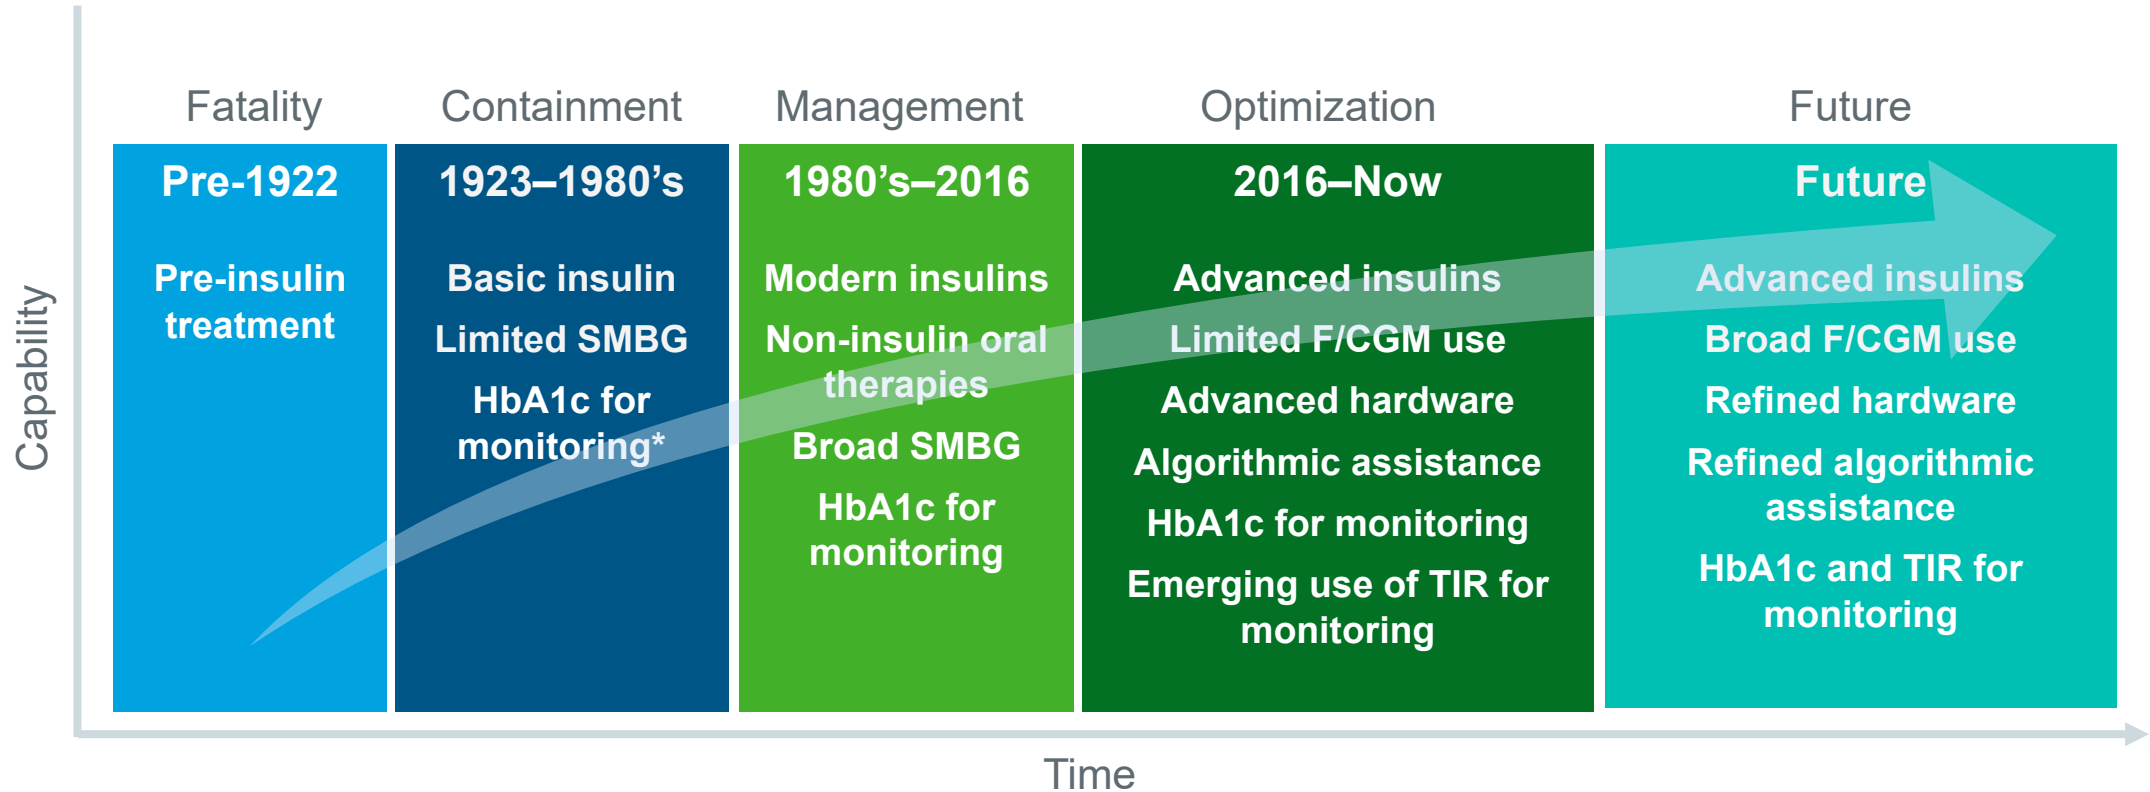 Capability
Fatality
Pre-1922
Pre-insulin
treatment
Containment
1923–1980’s
Basic insulin
Limited SMBG
HbA1c for
monitoring*
Management
1980’s–2016
Modern insulins
Non-insulin oral
therapies
Broad SMBG
HbA1c for
monitoring
Optimization
2016–Now
Advanced insulins
Limited F/CGM use
Advanced hardware
Algorithmic assistance
HbA1c for monitoring
Emerging use of TIR for
monitoring
Future
Future
Advanced insulins
Broad F/CGM use
Refined hardware
Refined algorithmic
assistance
HbA1c and TIR for
monitoring
Time